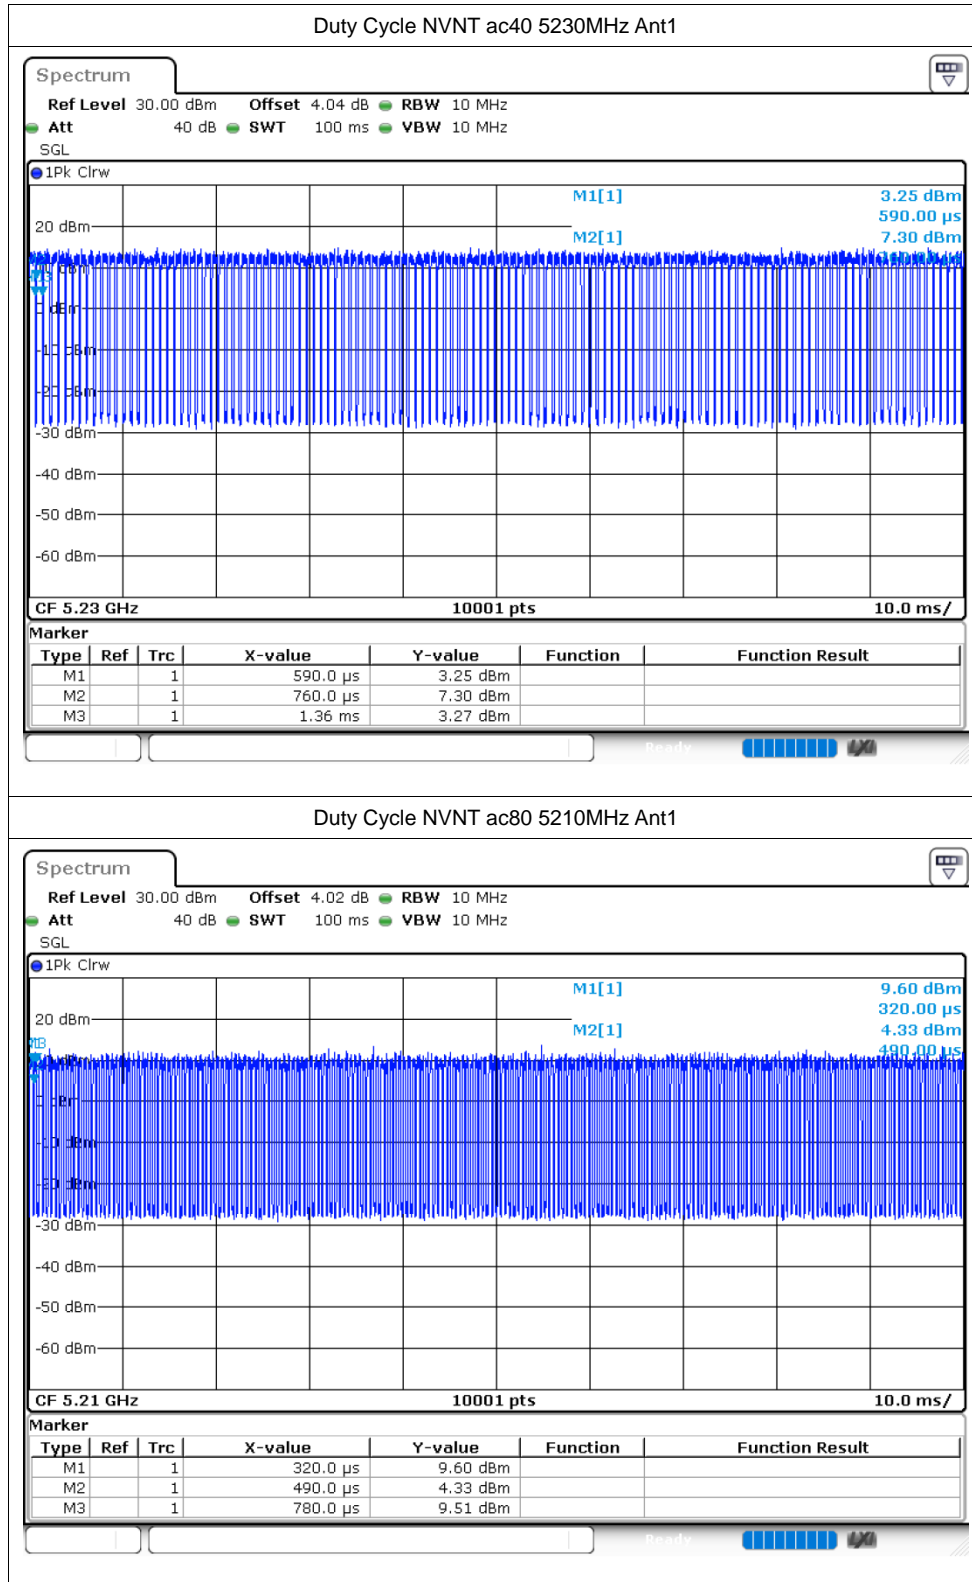 Duty Cycle NVNT ac40 5230MHz Ant1
Spectrum
Ref Level 30.00 dBm Offset 4.04 dB RBW 10 MHz
Att 40 dB SWT 100 ms VBW 10 MHz
SGL
1Pk Clrw
M1[1] 3.25 dBm
590.00 µs
20 dBm
M2[1] 7.30 dBm
-30 dBm
-40 dBm
-50 dBm
-60 dBm
CF 5.23 GHz 10001 pts 10.0 ms/
Marker
Type Ref Trc X-value Y-value Function Function Result
M1 1 590.0 µs 3.25 dBm
M2 1 760.0 µs 7.30 dBm
M3 1 1.36 ms 3.27 dBm
Ready LXI
Duty Cycle NVNT ac80 5210MHz Ant1
Spectrum
Ref Level 30.00 dBm Offset 4.02 dB RBW 10 MHz
Att 40 dB SWT 100 ms VBW 10 MHz
SGL
1Pk Clrw
M1[1] 9.60 dBm
320.00 µs
20 dBm
M2[1] 4.33 dBm
490.00 µs
-30 dBm
-40 dBm
-50 dBm
-60 dBm
CF 5.21 GHz 10001 pts 10.0 ms/
Marker
Type Ref Trc X-value Y-value Function Function Result
M1 1 320.0 µs 9.60 dBm
M2 1 490.0 µs 4.33 dBm
M3 1 780.0 µs 9.51 dBm
Ready LXI